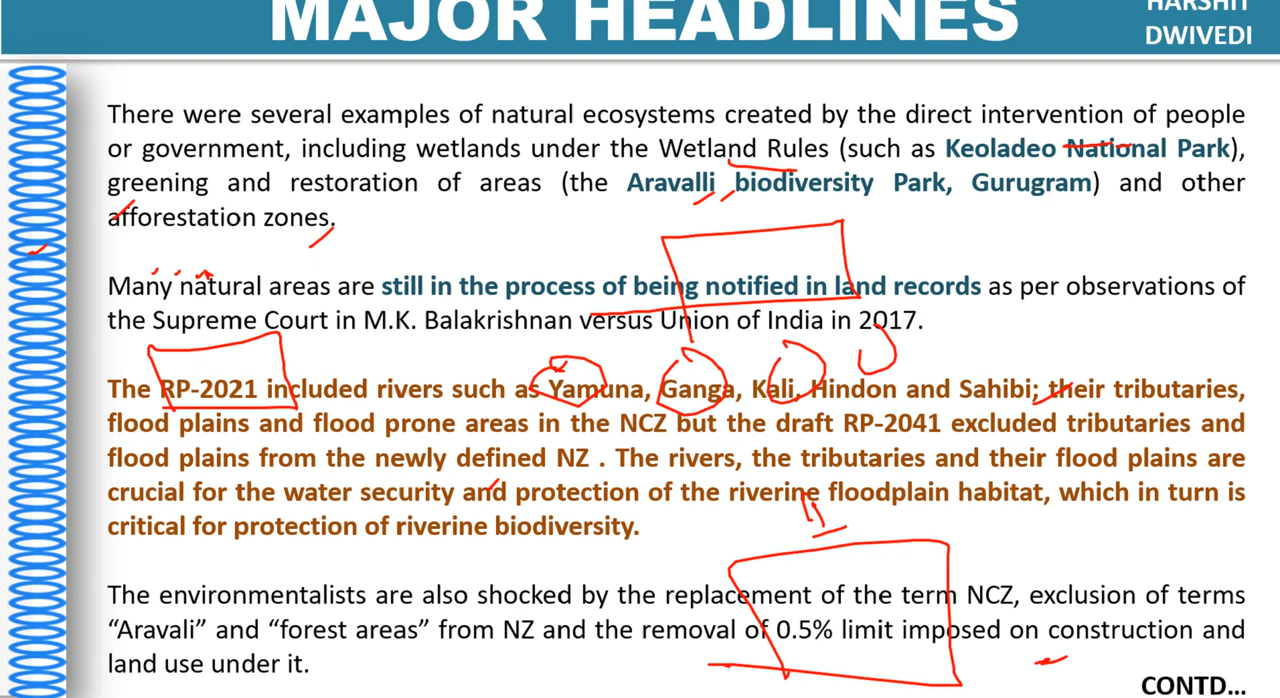 MAJOR HEADLINES
HARSHIT
DWIVEDI
There were several examples of natural ecosystems created by the direct intervention of people
or government, including wetlands under the Wetland Rules (such as Keoladeo National Park),
greening and restoration of areas (the Aravalli biodiversity Park, Gurugram) and other
afforestation zones.
Many natural areas are still in the process of being notified in land records as per observations of
the Supreme Court in M.K. Balakrishnan versus Union of India in 2017.
The RP-2021 included rivers such as Yamuna, Ganga, Kali, Hindon and Sahibi; their tributaries,
flood plains and flood prone areas in the NCZ but the draft RP-2041 excluded tributaries and
flood plains from the newly defined NZ . The rivers, the tributaries and their flood plains are
crucial for the water security and protection of the riverine floodplain habitat, which in turn is
critical for protection of riverine biodiversity.
The environmentalists are also shocked by the replacement of the term NCZ, exclusion of terms
“Aravali” and “forest areas” from NZ and the removal of 0.5% limit imposed on construction and
land use under it.
CONTD...